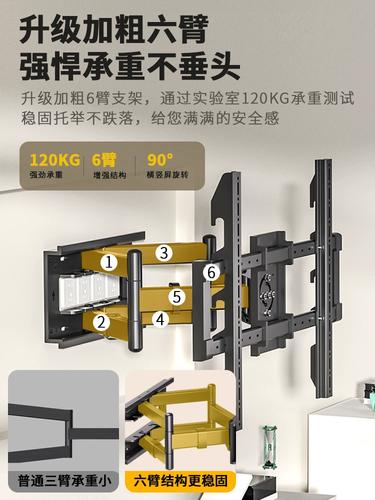 升级加粗六臂
强悍承重不垂头
升级加粗6臂支架，通过实验室120KG承重测试
稳固托举不跌落，给您满满的安全感
120KG 6臂 90°
强劲承重 增强结构 横竖屏旋转
3
1
6
5
2
4
普通三臂承重小
六臂结构更稳固